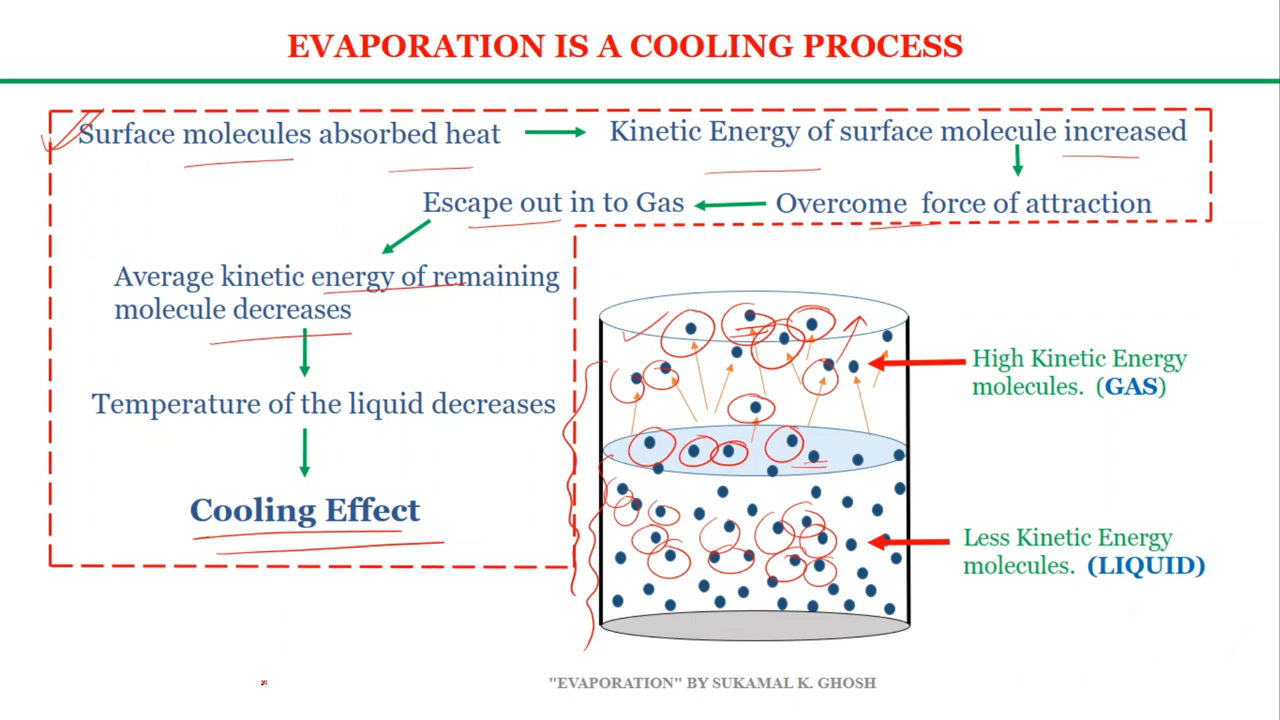 EVAPORATION IS A COOLING PROCESS
Surface molecules absorbed heat
Kinetic Energy of surface molecule increased
Overcome force of attraction
Escape out in to Gas
Average kinetic energy of remaining
molecule decreases
Temperature of the liquid decreases
Cooling Effect
High Kinetic Energy
molecules. (GAS)
Less Kinetic Energy
molecules. (LIQUID)
"EVAPORATION" BY SUKAMAL K. GHOSH